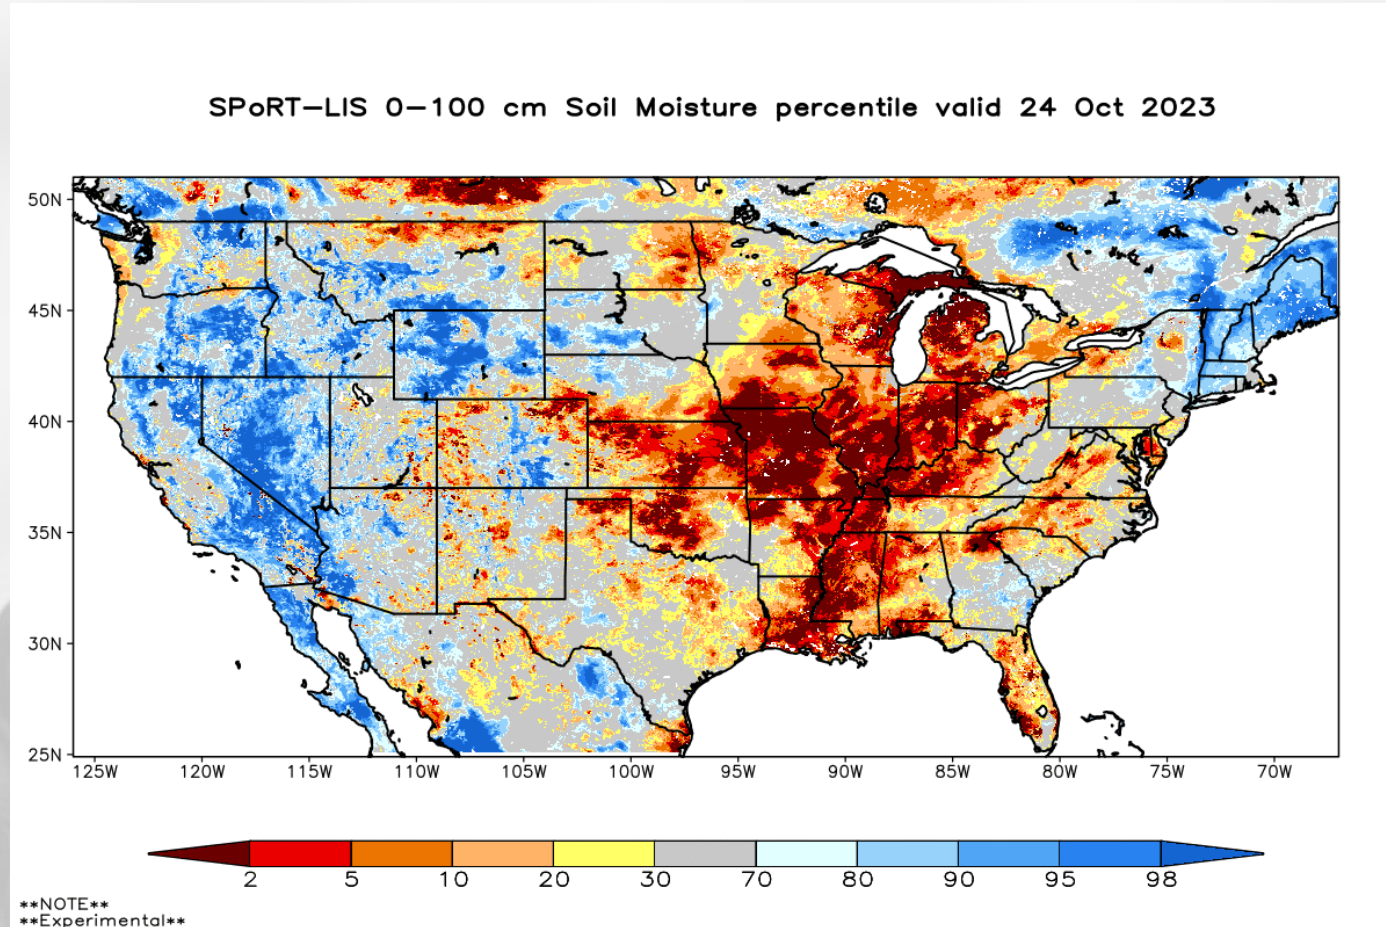 SPoRT-LIS 0-100 cm Soil Moisture percentile valid 24 Oct 2023
50N
45N
40N
35N
30N
25N
125W 120W 115W 110W 105W 100W 95W 90W 85W 80W 75W 70W
2 5 10 20 30 70 80 90 95 98
**NOTE**
**Experimental**